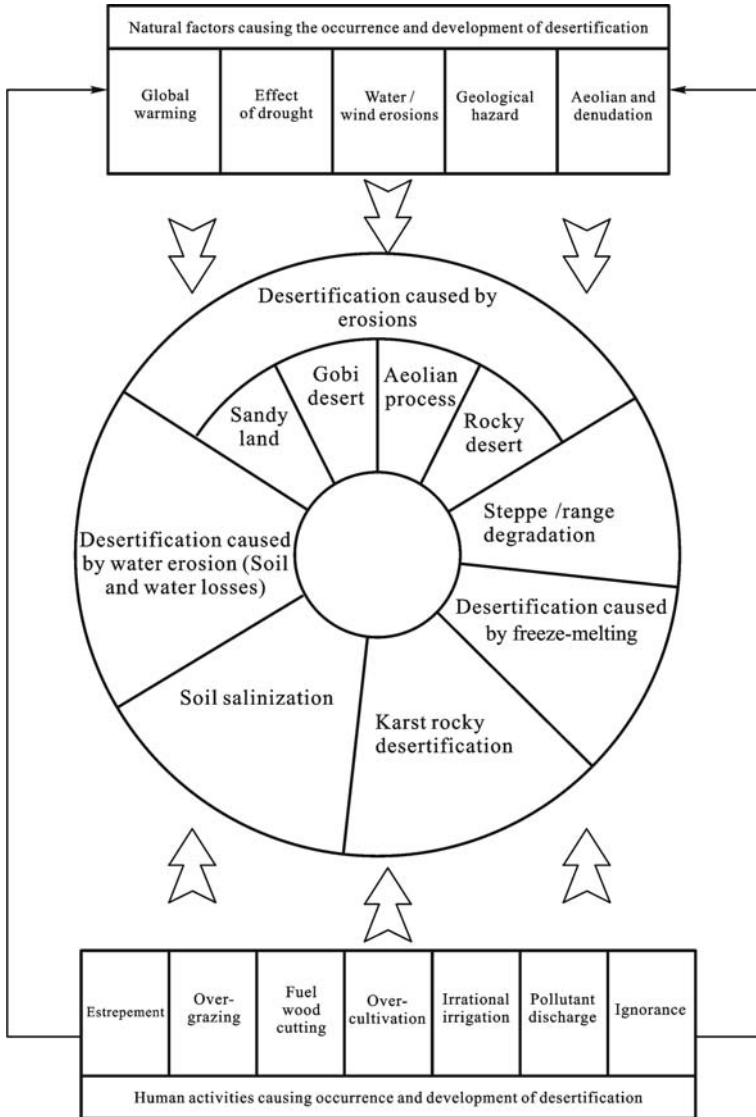 Natural factors causing the occurrence and development of desertification
Global
warming
Effect
of drought
Water /
wind erosions
Geological
hazard
Aeolian and
denudation
Desertification caused by
erosions
Sandy
land
Gobi
desert
Aeolian
process
Rocky
desert
Desertification caused
by water erosion (Soil
and water losses)
Steppe /range
degradation
Desertification caused
by freeze-melting
Soil salinization
Karst rocky
desertification
Estrepement
Over-
grazing
Fuel
wood
cutting
Over-
cultivation
Irrational
irrigation
Pollutant
discharge
Ignorance
Human activities causing occurrence and development of desertification